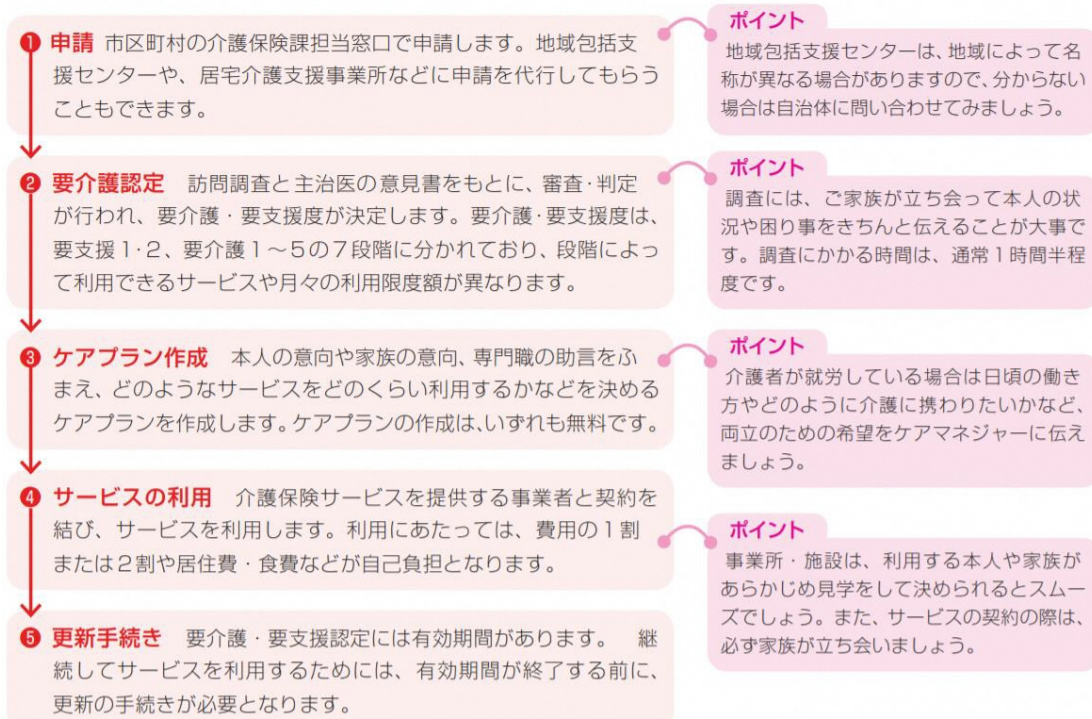 ❶ 申請 市区町村の介護保険課担当窓口で申請します。地域包括支
援センターや、居宅介護支援事業所などに申請を代行してもらう
こともできます。
ポイント
地域包括支援センターは、地域によって名
称が異なる場合がありますので、分からない
場合は自治体に問い合わせてみましょう。
❷ 要介護認定 訪問調査と主治医の意見書をもとに、審査・判定
が行われ、要介護・要支援度が決定します。要介護・要支援度は、
要支援1・2、要介護1～5の7段階に分かれており、段階によっ
て利用できるサービスや月々の利用限度額が異なります。
ポイント
調査には、ご家族が立ち会って本人の状
況や困り事をきちんと伝えることが大事で
す。調査にかかる時間は、通常1時間半程
度です。
❸ ケアプラン作成 本人の意向や家族の意向、専門職の助言をふ
まえ、どのようなサービスをどのくらい利用するかなどを決める
ケアプランを作成します。ケアプランの作成は、いずれも無料です。
ポイント
介護者が就労している場合は日頃の働き
方やどのように介護に携わりたいかなど、
両立のための希望をケアマネジャーに伝え
ましょう。
❹ サービスの利用 介護保険サービスを提供する事業者と契約を
結び、サービスを利用します。利用にあたっては、費用の1割
または2割や居住費・食費などが自己負担となります。
ポイント
事業所・施設は、利用する本人や家族が
あらかじめ見学をして決められるとスムー
ズでしょう。また、サービスの契約の際は、
必ず家族が立ち会いましょう。
❺ 更新手続き 要介護・要支援認定には有効期間があります。 継
続してサービスを利用するためには、有効期間が終了する前に、
更新の手続きが必要となります。